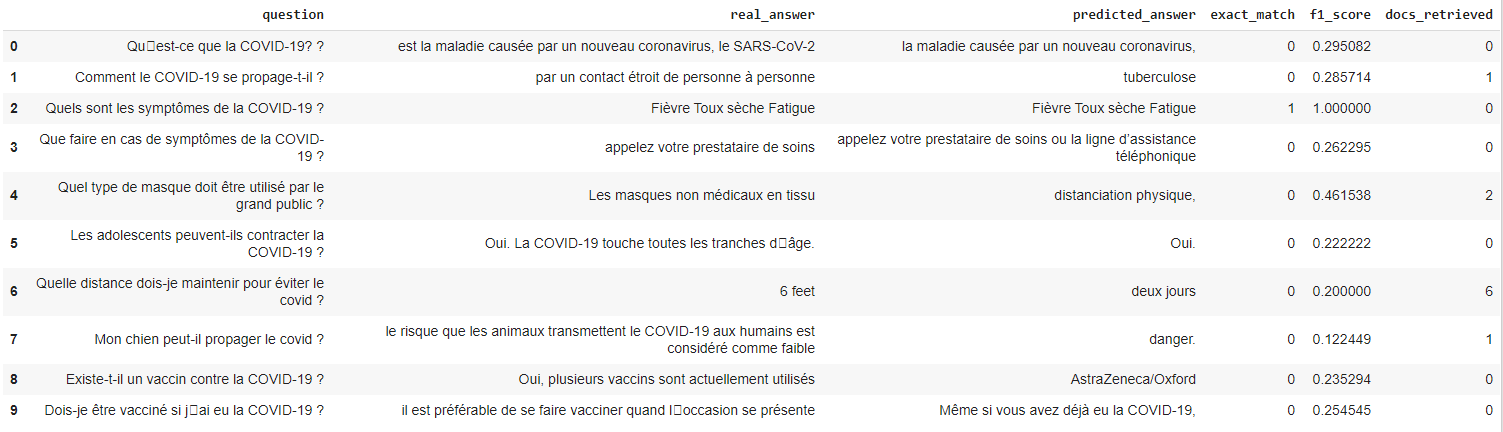 question real_answer predicted_answer exact_match f1_score docs_retrieved
0 Qu□est-ce que la COVID-19? ? est la maladie causée par un nouveau coronavirus, le SARS-CoV-2 la maladie causée par un nouveau coronavirus, 0 0.295082 0
1 Comment le COVID-19 se propage-t-il ? par un contact étroit de personne à personne tuberculose 0 0.285714 1
2 Quels sont les symptômes de la COVID-19 ? Fièvre Toux sèche Fatigue Fièvre Toux sèche Fatigue 1 1.000000 0
Que faire en cas de symptômes de la COVID-
19 ?
3 appelez votre prestataire de soins
appelez votre prestataire de soins ou la ligne d’assistance
téléphonique
0 0.262295 0
Quel type de masque doit être utilisé par le
grand public ?
4 Les masques non médicaux en tissu distanciation physique, 0 0.461538 2
Les adolescents peuvent-ils contracter la
COVID-19 ?
5 Oui. La COVID-19 touche toutes les tranches d□âge. Oui. 0 0.222222 0
Quelle distance dois-je maintenir pour éviter le
covid ?
6 6 feet deux jours 0 0.200000 6
7 Mon chien peut-il propager le covid ?
le risque que les animaux transmettent le COVID-19 aux humains est
considéré comme faible
danger. 0 0.122449 1
8 Existe-t-il un vaccin contre la COVID-19 ? Oui, plusieurs vaccins sont actuellement utilisés AstraZeneca/Oxford 0 0.235294 0
9 Dois-je être vacciné si j□ai eu la COVID-19 ? il est préférable de se faire vacciner quand l□occasion se présente Même si vous avez déjà eu la COVID-19, 0 0.254545 0